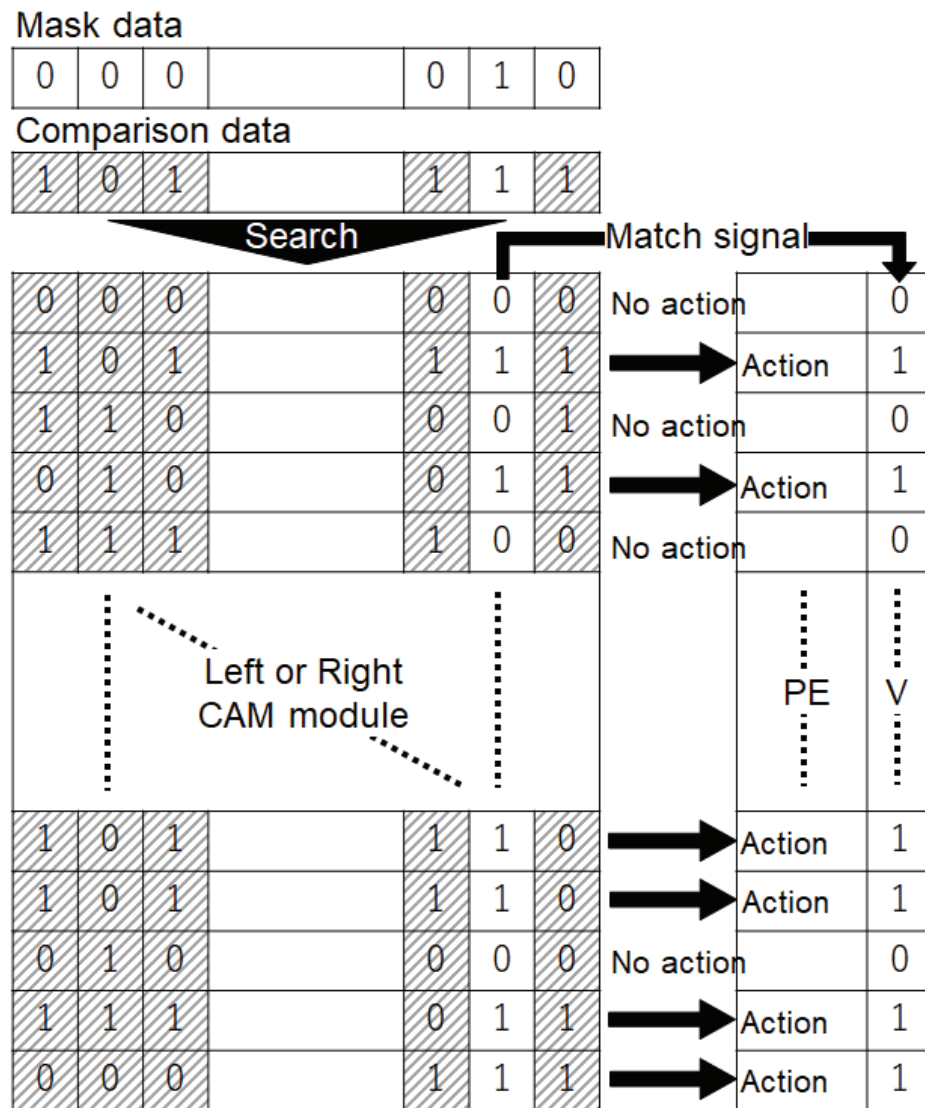 Mask data
0 0 0 0 1 0
Comparison data
1 0 1 1 1 1
Search
Match signal
0 0 0 0 0 0 No action 0
1 0 1 1 1 1 Action 1
1 1 0 0 0 1 No action 0
0 1 0 0 1 1 Action 1
1 1 1 1 0 0 No action 0
Left or Right
CAM module
PE V
1 0 1 1 1 0 Action 1
1 0 1 1 1 0 Action 1
0 1 0 0 0 0 No action 0
1 1 1 0 1 1 Action 1
0 0 0 1 1 1 Action 1